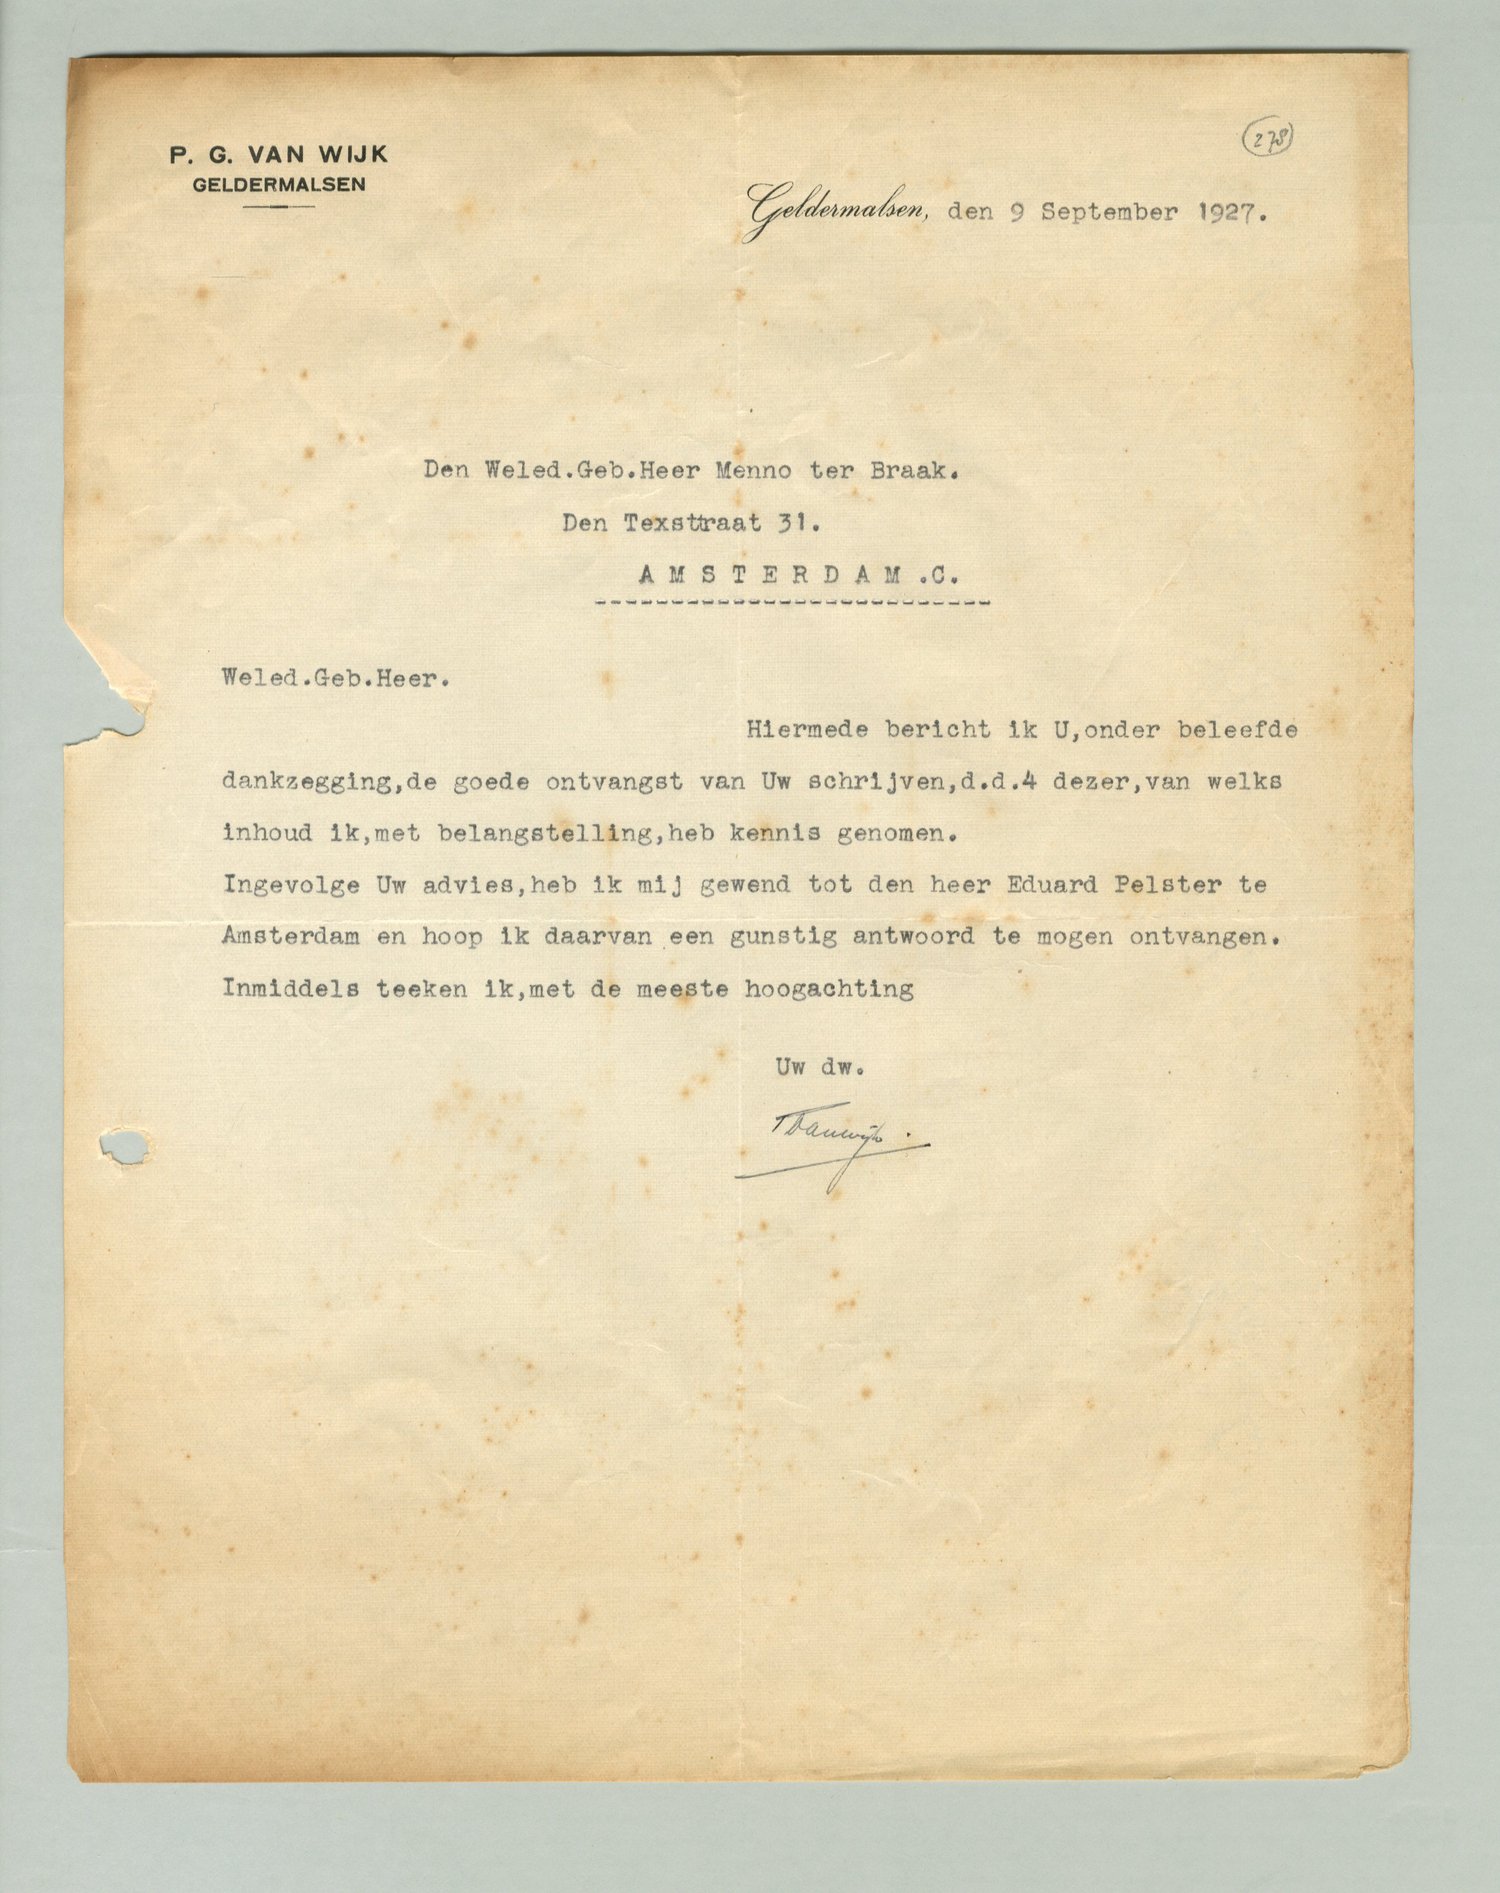 P. G. VAN WIJK
GELDERMALSEN
278
Geldermalsen, den 9 September 1927.
Den Weled.Geb.Heer Menno ter Braak.
Den Texsttraat 31.
A M S T E R D A M .C.
--------------------------
Weled.Geb.Heer.
Hiermede bericht ik U,onder beleefde
dankzegging,de goede ontvangst van Uw schrijven,d.d.4 dezer,van welks
inhoud ik,met belangstelling,heb kennis genomen.
Ingevolge Uw advies,heb ik mij gewend tot den heer Eduard Pelster te
Amsterdam en hoop ik daarvan een gunstig antwoord te mogen ontvangen.
Inmiddels teeken ik,met de meeste hoogachting
Uw dw.